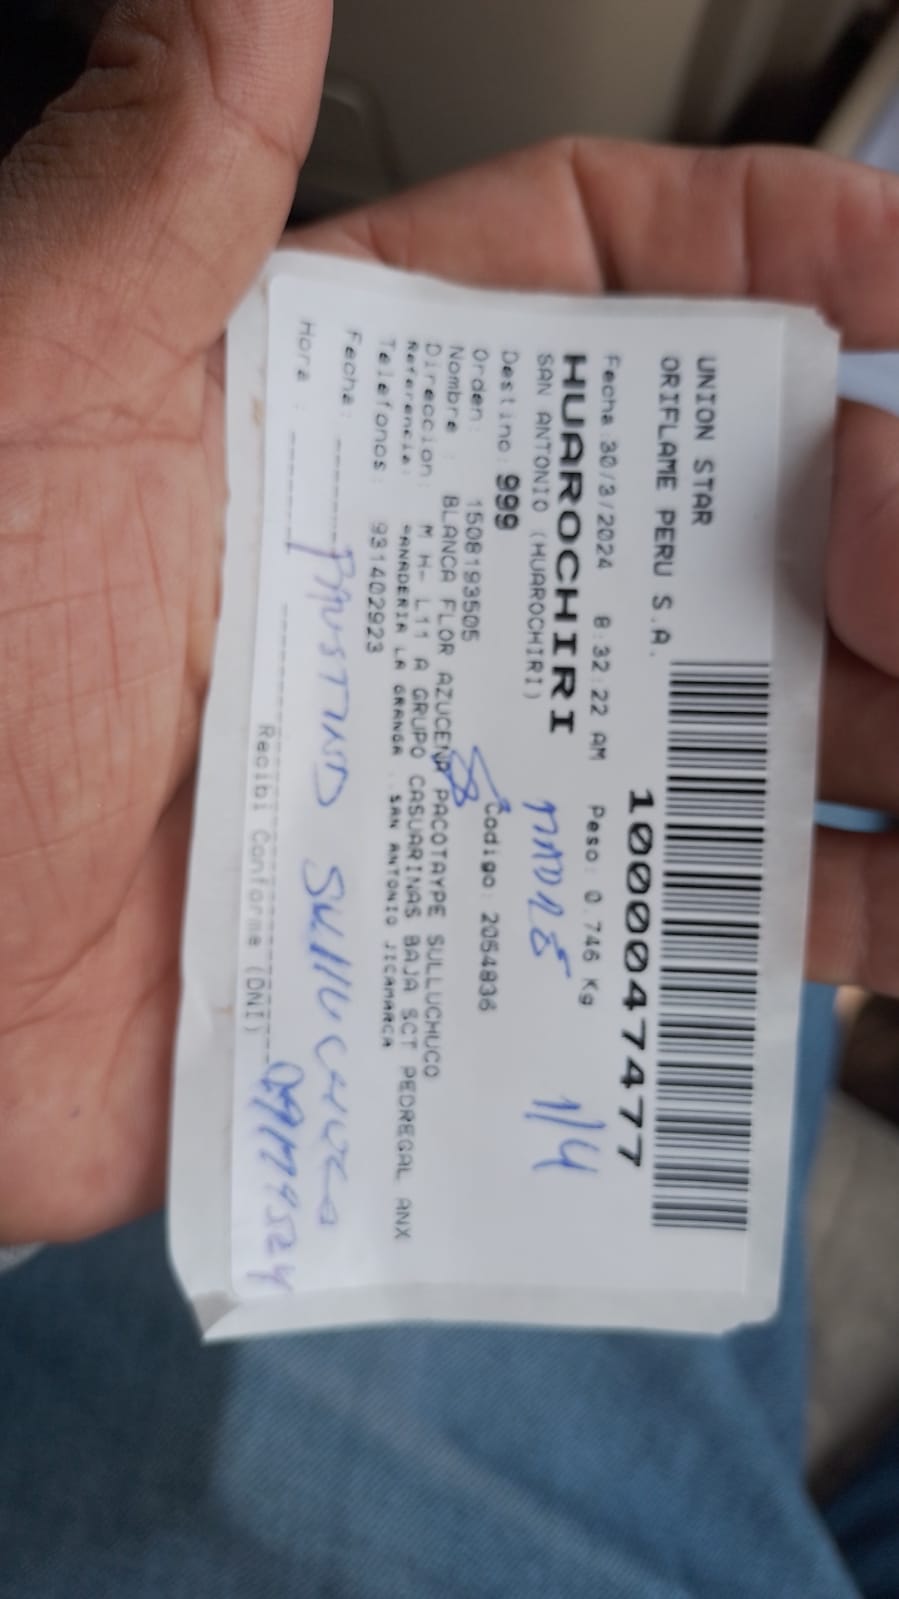 UNION STAR
ORIFLAME PERU S.A.
1000047477
Fecha 30/3/2024 8:32:22 AM Peso: 0.746 Kg
HUAROCHIRI
SAN ANTONIO (HUAROCHIRI)
MADRE 1/4
Destino: 999
Orden: 1508193505 Codigo: 2054836
Nombre : BLANCA FLOR AZUCENA PACOTAYPE SULLUCHUCO
Direccion: M H- L11 A GRUPO CASUARINAS BAJA SCT PEDREGAL ANX
Referencia: PANADERIA LA GRANGA . SAN ANTONIO JICAMARCA
Telefonos: 931402923
Fecha:
Hora :
Recibi Conforme (DNI)